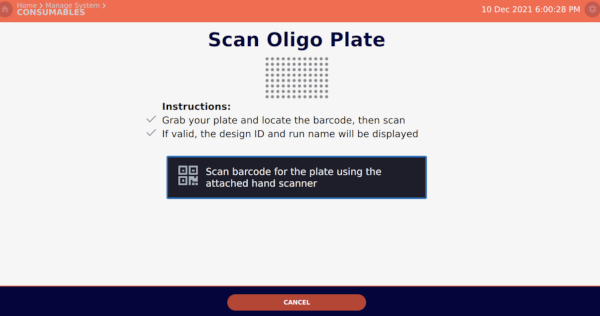 Home > Manage System >
CONSUMABLES
10 Dec 2021 6:00:28 PM
Scan Oligo Plate
Instructions:
Grab your plate and locate the barcode, then scan
If valid, the design ID and run name will be displayed
Scan barcode for the plate using the
attached hand scanner
CANCEL